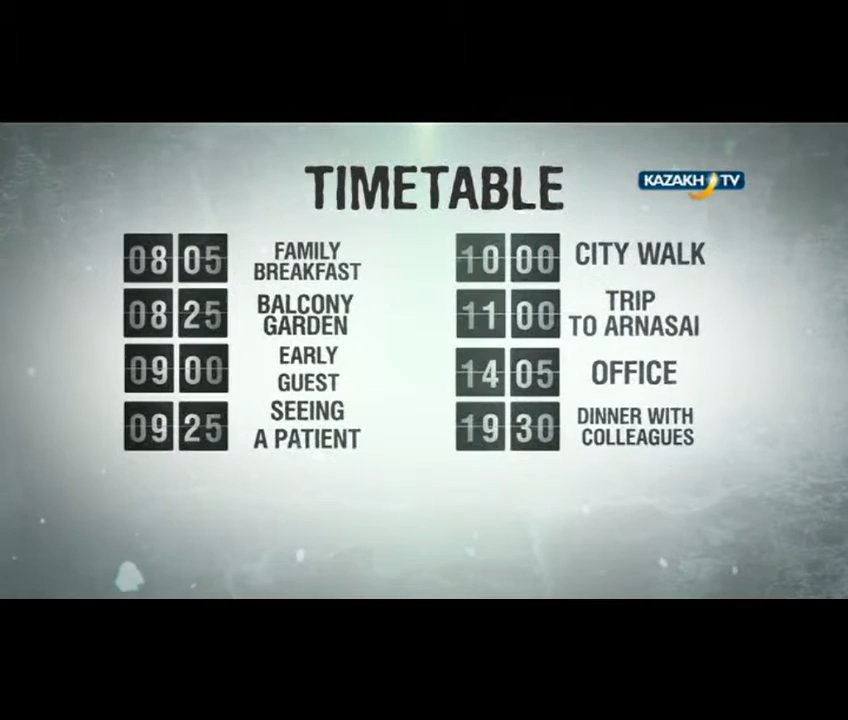 TIMETABLE
KAZAKH TV
08 05 FAMILY
BREAKFAST
08 25 BALCONY
GARDEN
09 00 EARLY
GUEST
09 25 SEEING
A PATIENT
10 00 CITY WALK
11 00 TRIP
TO ARNASAI
14 05 OFFICE
19 30 DINNER WITH
COLLEAGUES